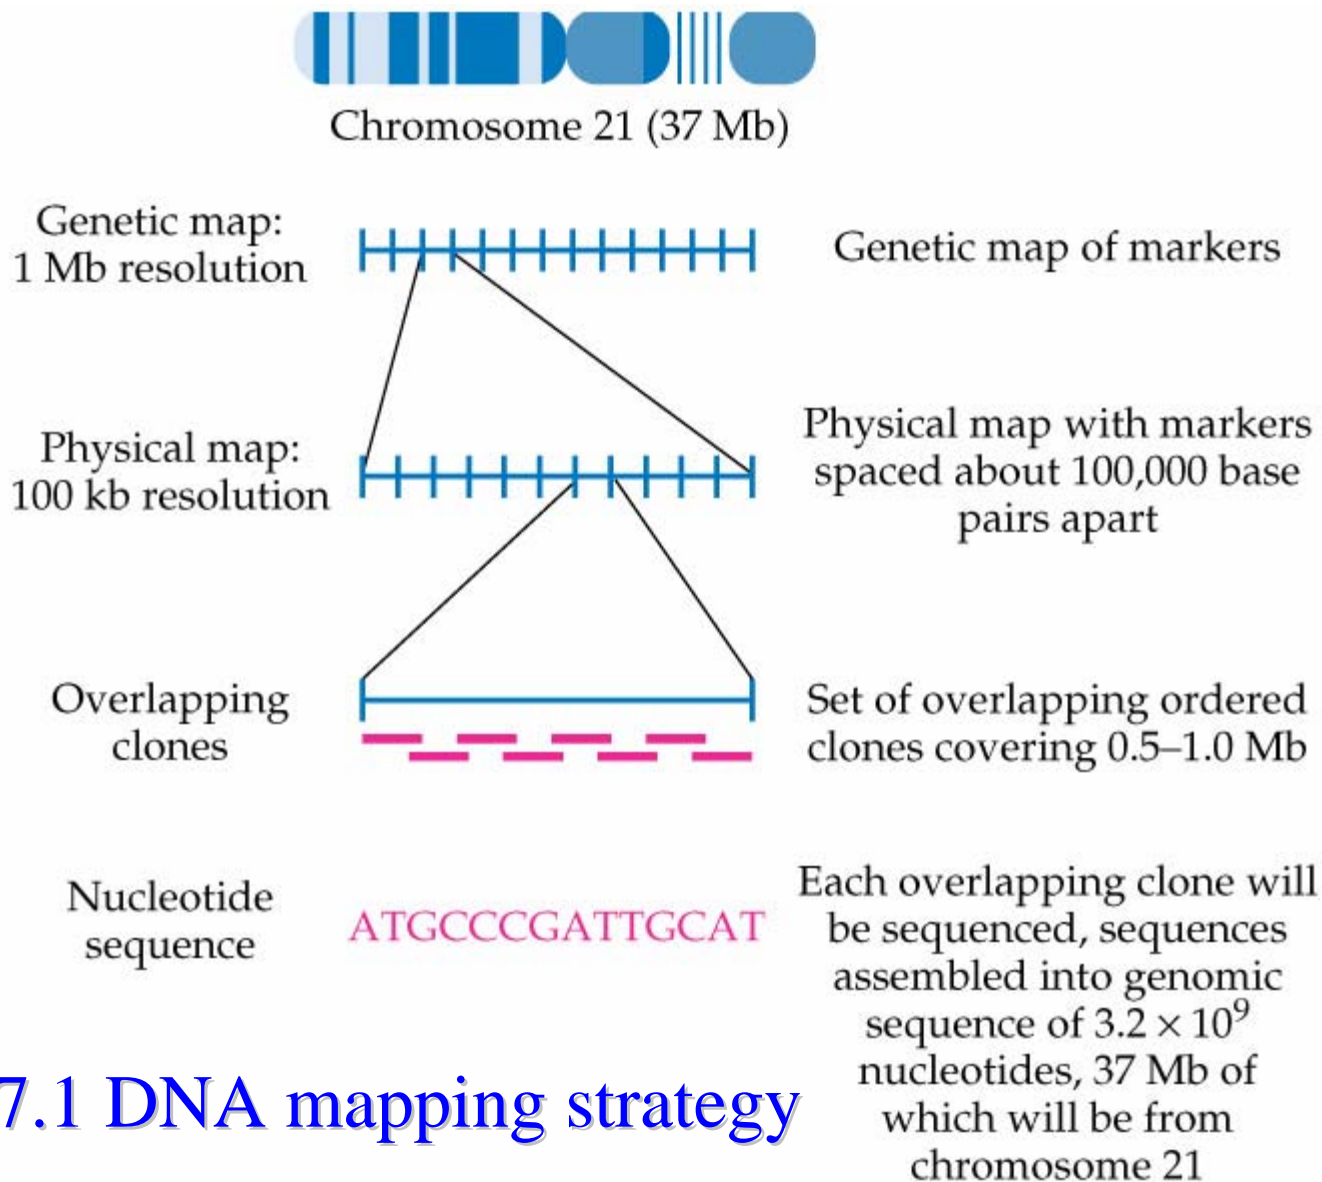 Chromosome 21 (37 Mb)
Genetic map:
1 Mb resolution
Genetic map of markers
Physical map:
100 kb resolution
Physical map with markers
spaced about 100,000 base
pairs apart
Overlapping
clones
Set of overlapping ordered
clones covering 0.5–1.0 Mb
Nucleotide
sequence
ATGCCCGATTGCAT
Each overlapping clone will
be sequenced, sequences
assembled into genomic
sequence of 3.2 × 10⁹
nucleotides, 37 Mb of
which will be from
chromosome 21
7.1 DNA mapping strategy